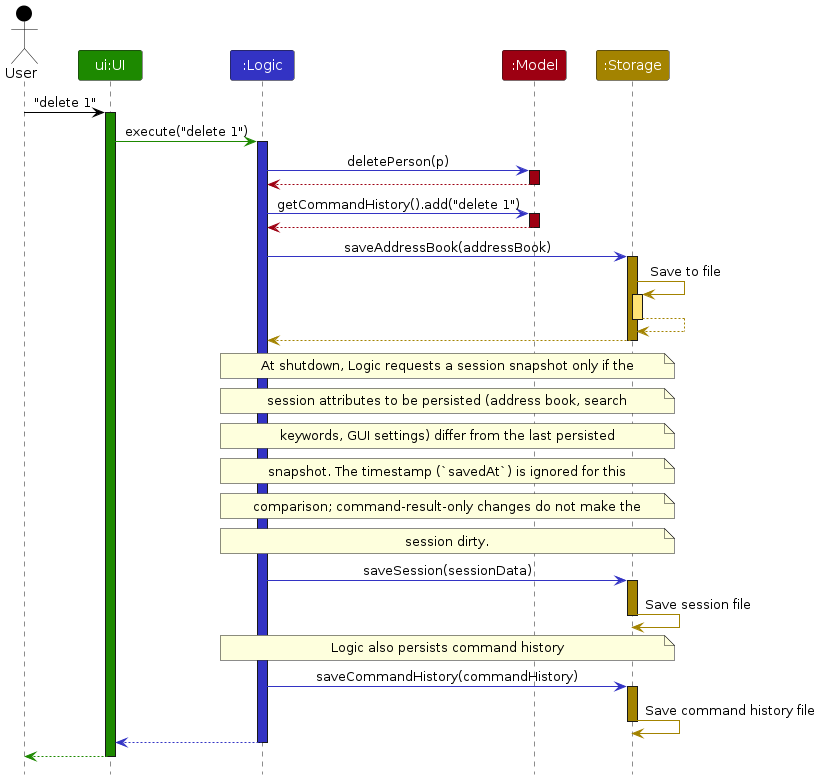 User
ui:UI
:Logic
:Model
:Storage
"delete 1"
execute("delete 1")
deletePerson(p)
getCommandHistory().add("delete 1")
saveAddressBook(addressBook)
Save to file
At shutdown, Logic requests a session snapshot only if the
session attributes to be persisted (address book, search
keywords, GUI settings) differ from the last persisted
snapshot. The timestamp (`savedAt`) is ignored for this
comparison; command-result-only changes do not make the
session dirty.
saveSession(sessionData)
Save session file
Logic also persists command history
saveCommandHistory(commandHistory)
Save command history file